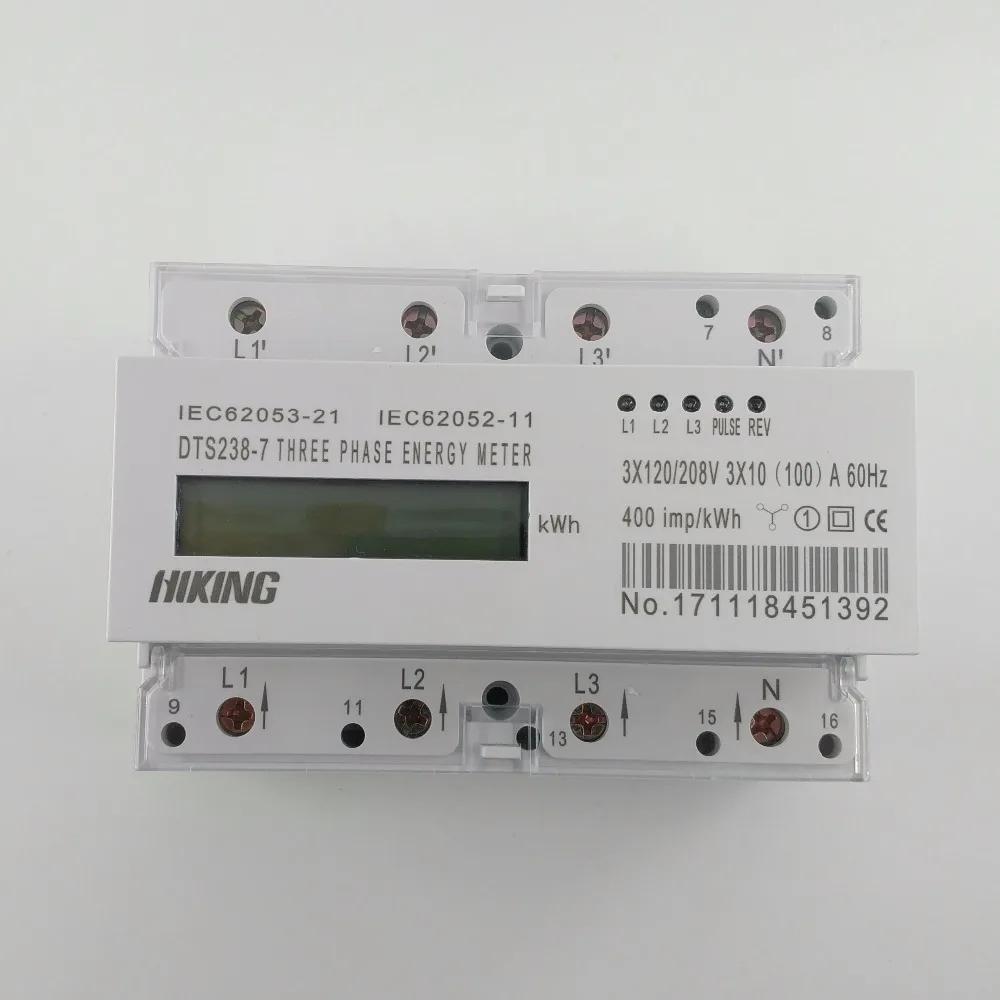 L1' L2' L3' 7 N' 8
IEC62053-21 IEC62052-11
DTS238-7 THREE PHASE ENERGY METER
kWh
HIKING
L1 L2 L3 PULSE REV
3X120/208V 3X10 (100) A 60Hz
400 imp/kWh 1 CE
No.171118451392
9 L1 11 L2 13 L3 15 N 16